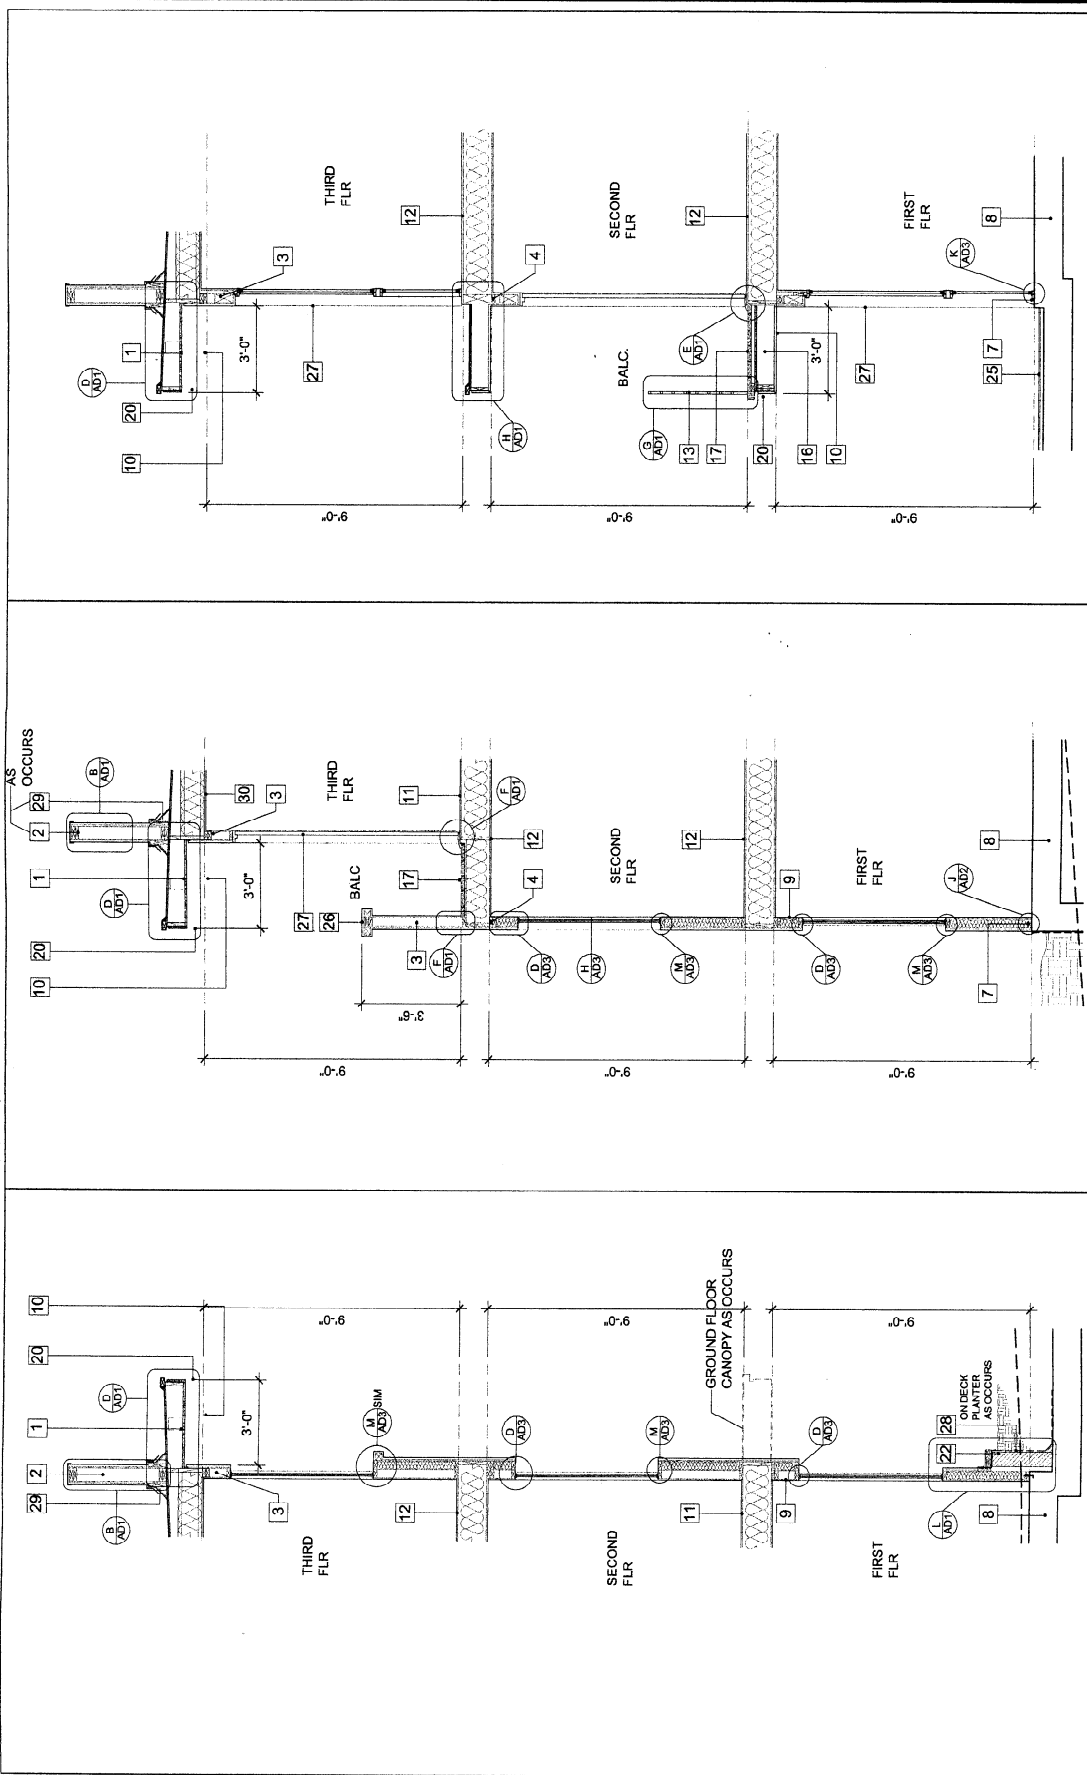 D
AD1
1
20
10
3'-0"
27
3
THIRD
FLR
12
4
H
AD1
SECOND
FLR
BALC.
E
AD1
12
G
AD1
13
17
20
16
10
3'-0"
27
FIRST
FLR
K
AD3
8
7
25
9'-0"
9'-0"
9'-0"
AS
OCCURS
29
2
B
AD1
1
D
AD1
20
10
3'-0"
30
3
THIRD
FLR
27
BALC
26
3
17
11
F
AD1
F
AD1
12
4
3'-6"
D
AD3
H
AD3
M
AD3
SECOND
FLR
12
9
D
AD3
M
AD3
FIRST
FLR
J
AD2
8
7
9'-0"
9'-0"
9'-0"
10
20
D
AD1
1
2
29
B
AD1
3'-0"
3
THIRD
FLR
M
AD3
SIM
12
D
AD3
SECOND
FLR
M
AD3
GROUND FLOOR
CANOPY AS OCCURS
11
9
D
AD3
FIRST
FLR
ON DECK
PLANTER
AS OCCURS
28
22
L
AD1
8
9'-0"
9'-0"
9'-0"